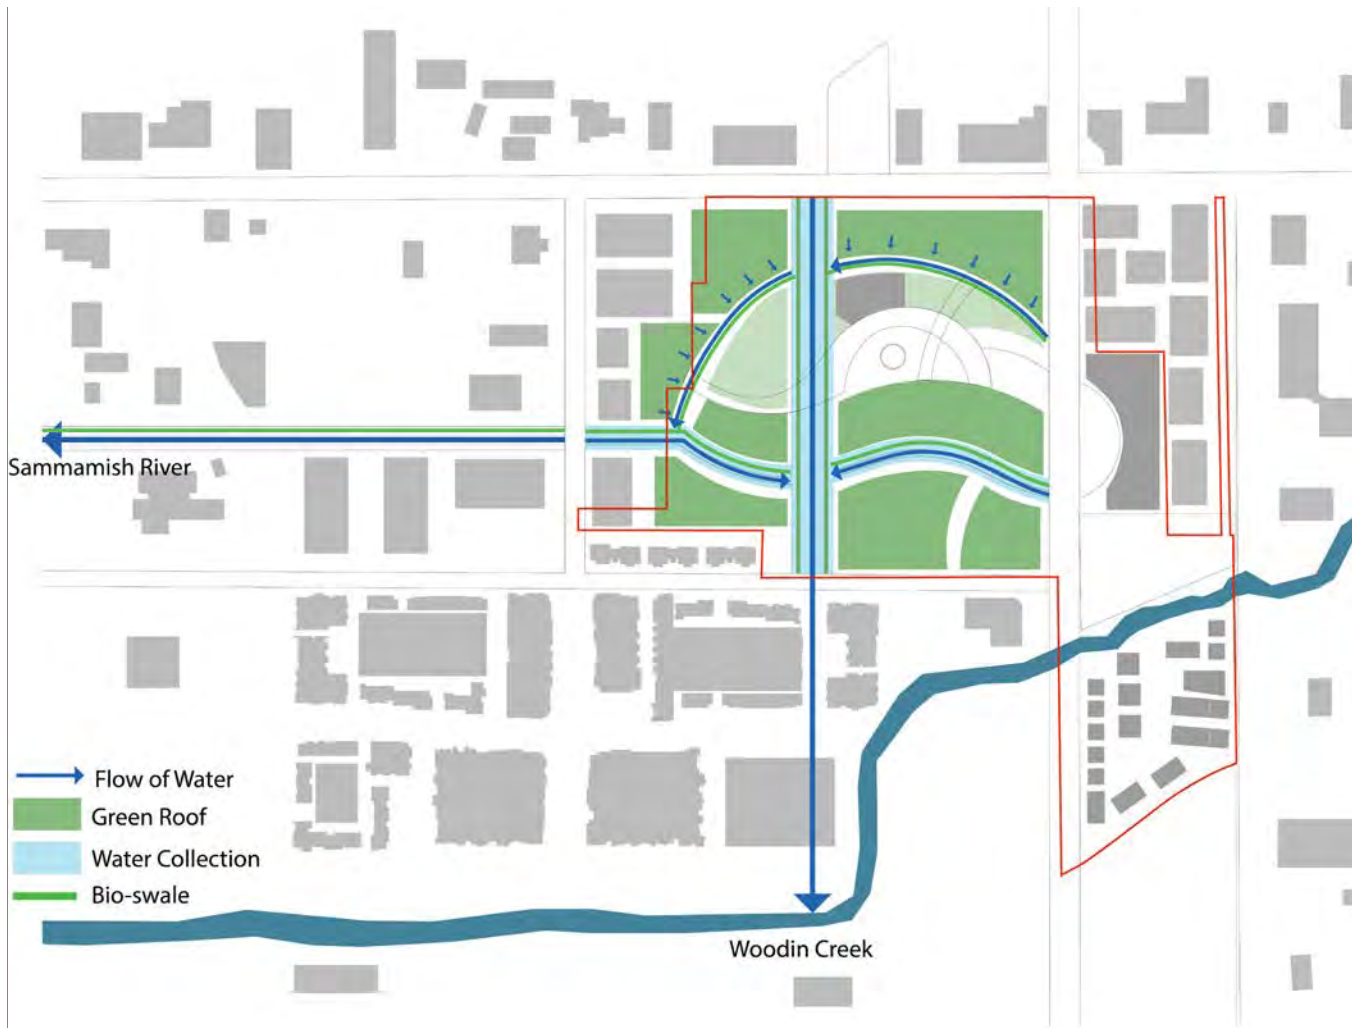 Sammamish River
Flow of Water
Green Roof
Water Collection
Bio-swale
Woodin Creek